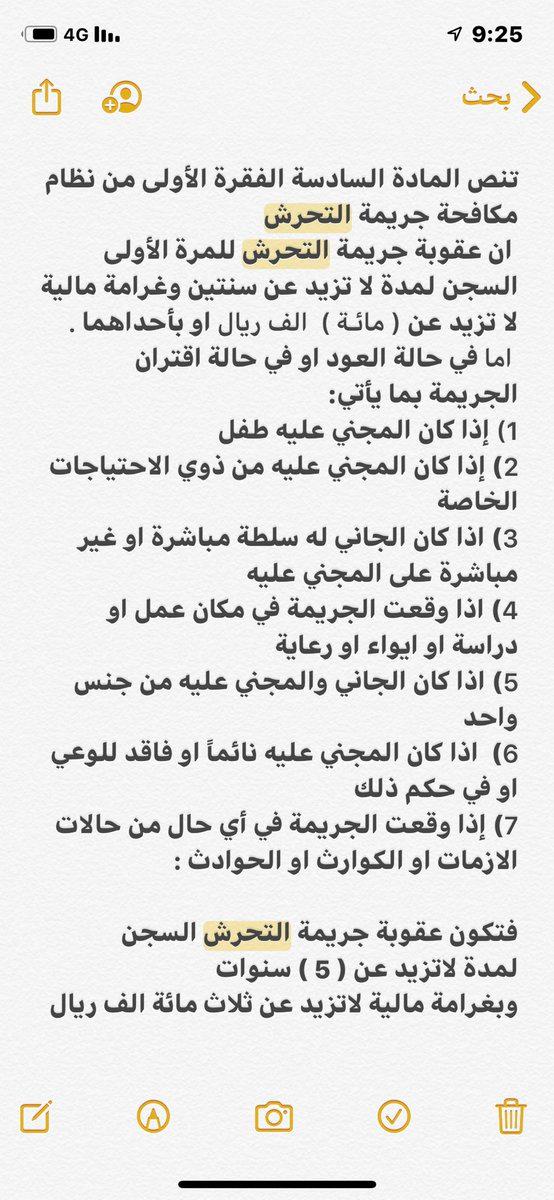 4G 9:25
بحث
تنص المادة السادسة الفقرة الأولى من نظام
مكافحة جريمة التحرش
ان عقوبة جريمة التحرش للمرة الأولى
السجن لمدة لا تزيد عن سنتين وغرامة مالية
لا تزيد عن ( مائة ) الف ريال او بأحداهما .
اما في حالة العود او في حالة اقتران
الجريمة بما يأتي:
1) إذا كان المجني عليه طفل
2) إذا كان المجني عليه من ذوي الاحتياجات
الخاصة
3) اذا كان الجاني له سلطة مباشرة او غير
مباشرة على المجني عليه
4) اذا وقعت الجريمة في مكان عمل او
دراسة او ايواء او رعاية
5) اذا كان الجاني والمجني عليه من جنس
واحد
6) اذا كان المجني عليه نائماً او فاقد للوعي
او في حكم ذلك
7) إذا وقعت الجريمة في أي حال من حالات
الازمات او الكوارث او الحوادث :
فتكون عقوبة جريمة التحرش السجن
لمدة لاتزيد عن ( 5 ) سنوات
وبغرامة مالية لاتزيد عن ثلاث مائة الف ريال